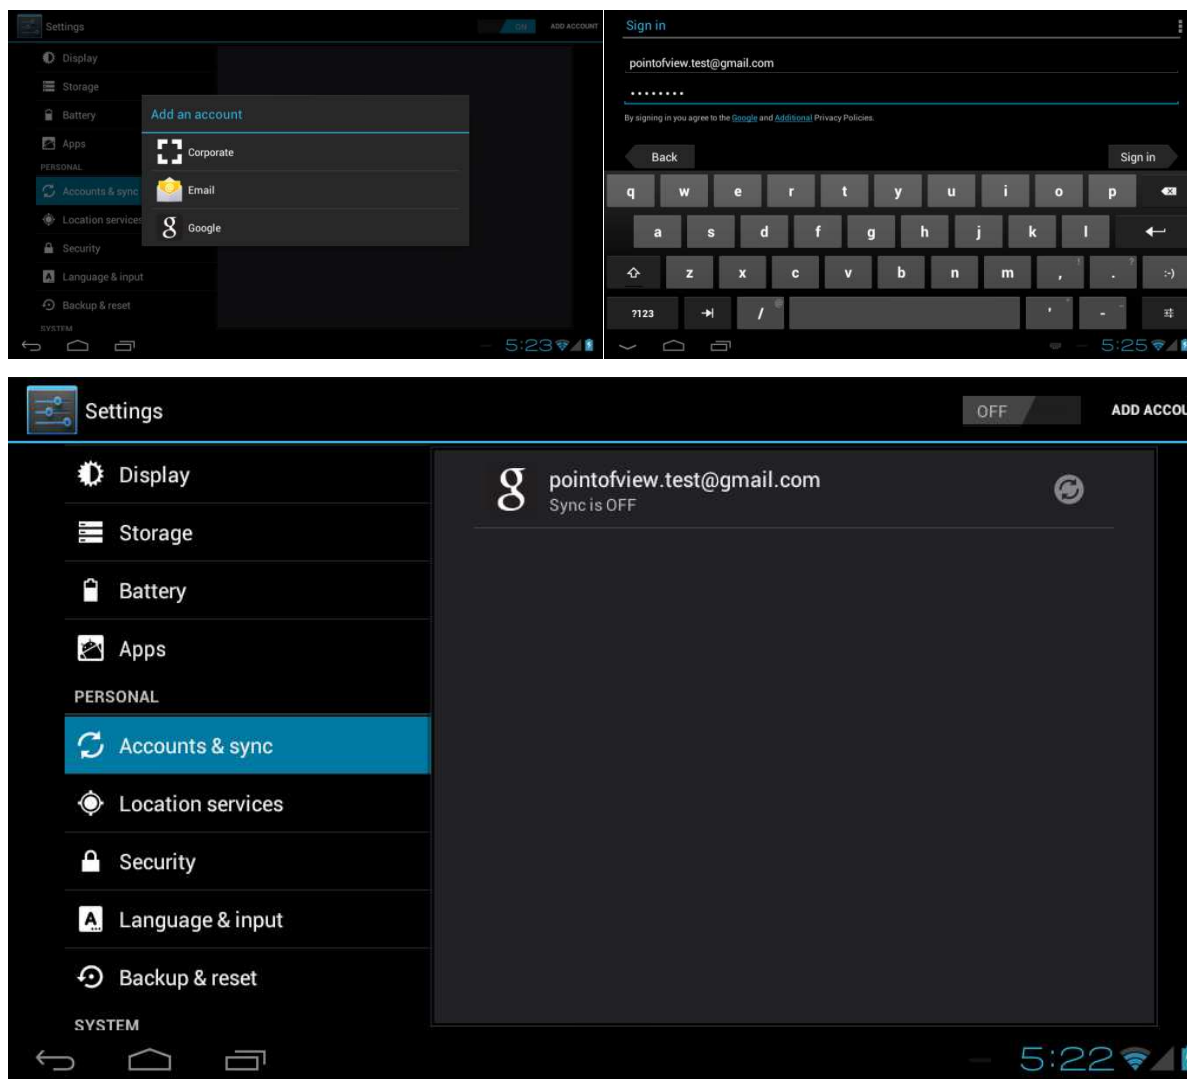 Settings
ON
ADD ACCOUNT
Display
Storage
Battery
Apps
PERSONAL
Accounts & sync
Location services
Security
Language & input
Backup & reset
SYSTEM
Add an account
Corporate
Email
Google
5:23
Sign in
pointofview.test@gmail.com
By signing in you agree to the Google and Additional Privacy Policies.
Back
Sign in
q w e r t y u i o p
a s d f g h j k l
z x c v b n m , ! . ? :-)
?123 / @ ' " - _
5:25
Settings
OFF
ADD ACCOU
Display
Storage
Battery
Apps
PERSONAL
Accounts & sync
Location services
Security
Language & input
Backup & reset
SYSTEM
pointofview.test@gmail.com
Sync is OFF
5:22